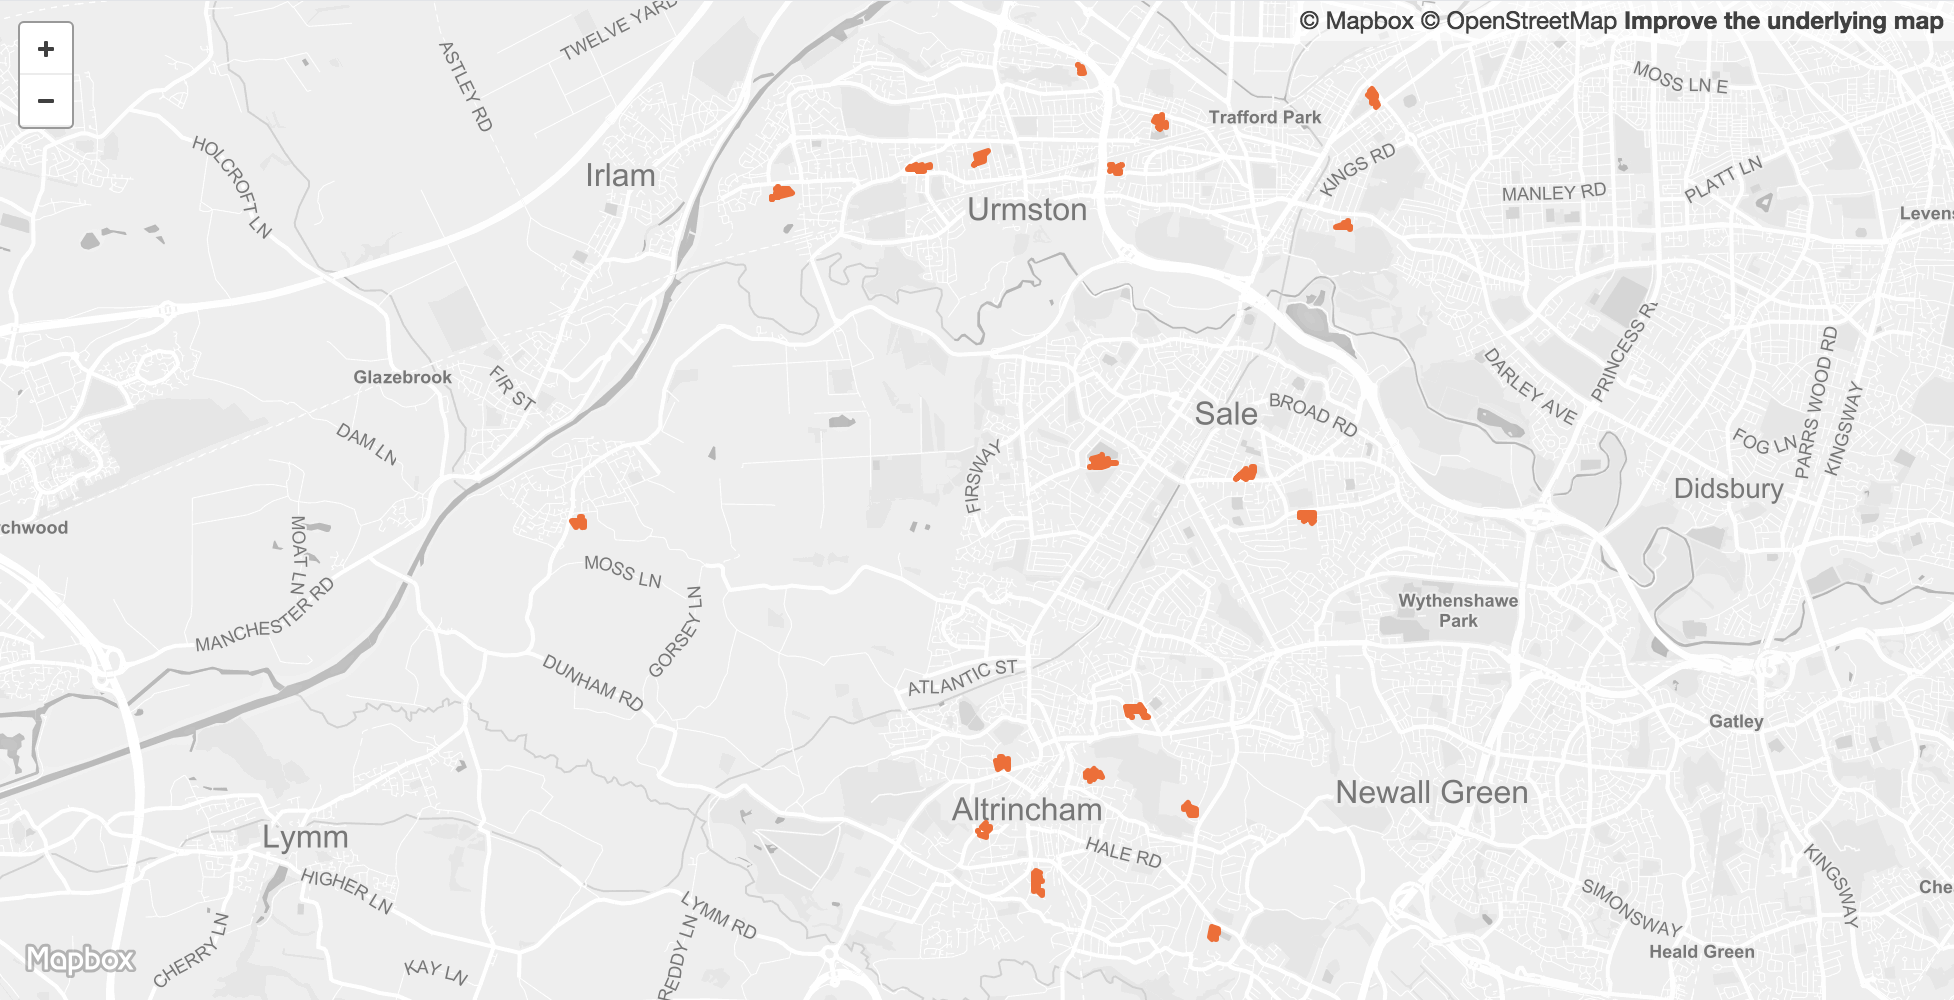 © Mapbox © OpenStreetMap Improve the underlying map
+
−
TWELVE YARD
ASTLEY RD
MOSS LN E
Trafford Park
HOLCROFT LN
Irlam
KINGS RD
MANLEY RD
PLATT LN
Urmston
Levens
Glazebrook
FIR ST
PRINCESS R
DARLEY AVE
PARRS WOOD RD
KINGSWAY
DAM LN
Sale
BROAD RD
FOG LN
FIRSWAY
Didsbury
chwood
MOAT LN
MOSS LN
GORSEY LN
Wythenshawe
Park
MANCHESTER RD
DUNHAM RD
ATLANTIC ST
Gatley
Newall Green
Altrincham
Lymm
HALE RD
HIGHER LN
KINGSWAY
LYMM RD
SIMONSWAY
Che
CHERRY LN
REDDY LN
Heald Green
KAY LN
Mapbox